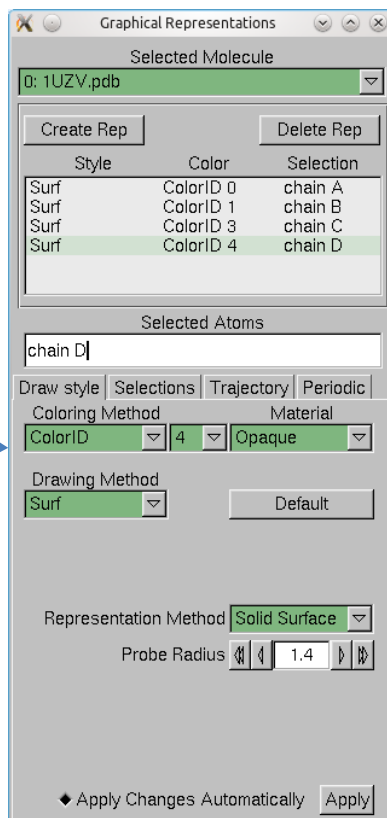 Graphical Representations
Selected Molecule
0: 1UZV.pdb
Create Rep Delete Rep
Style Color Selection
Surf ColorID 0 chain A
Surf ColorID 1 chain B
Surf ColorID 3 chain C
Surf ColorID 4 chain D
Selected Atoms
chain D
Draw style Selections Trajectory Periodic
Coloring Method Material
ColorID 4 Opaque
Drawing Method
Surf Default
Representation Method Solid Surface
Probe Radius 1.4
Apply Changes Automatically Apply